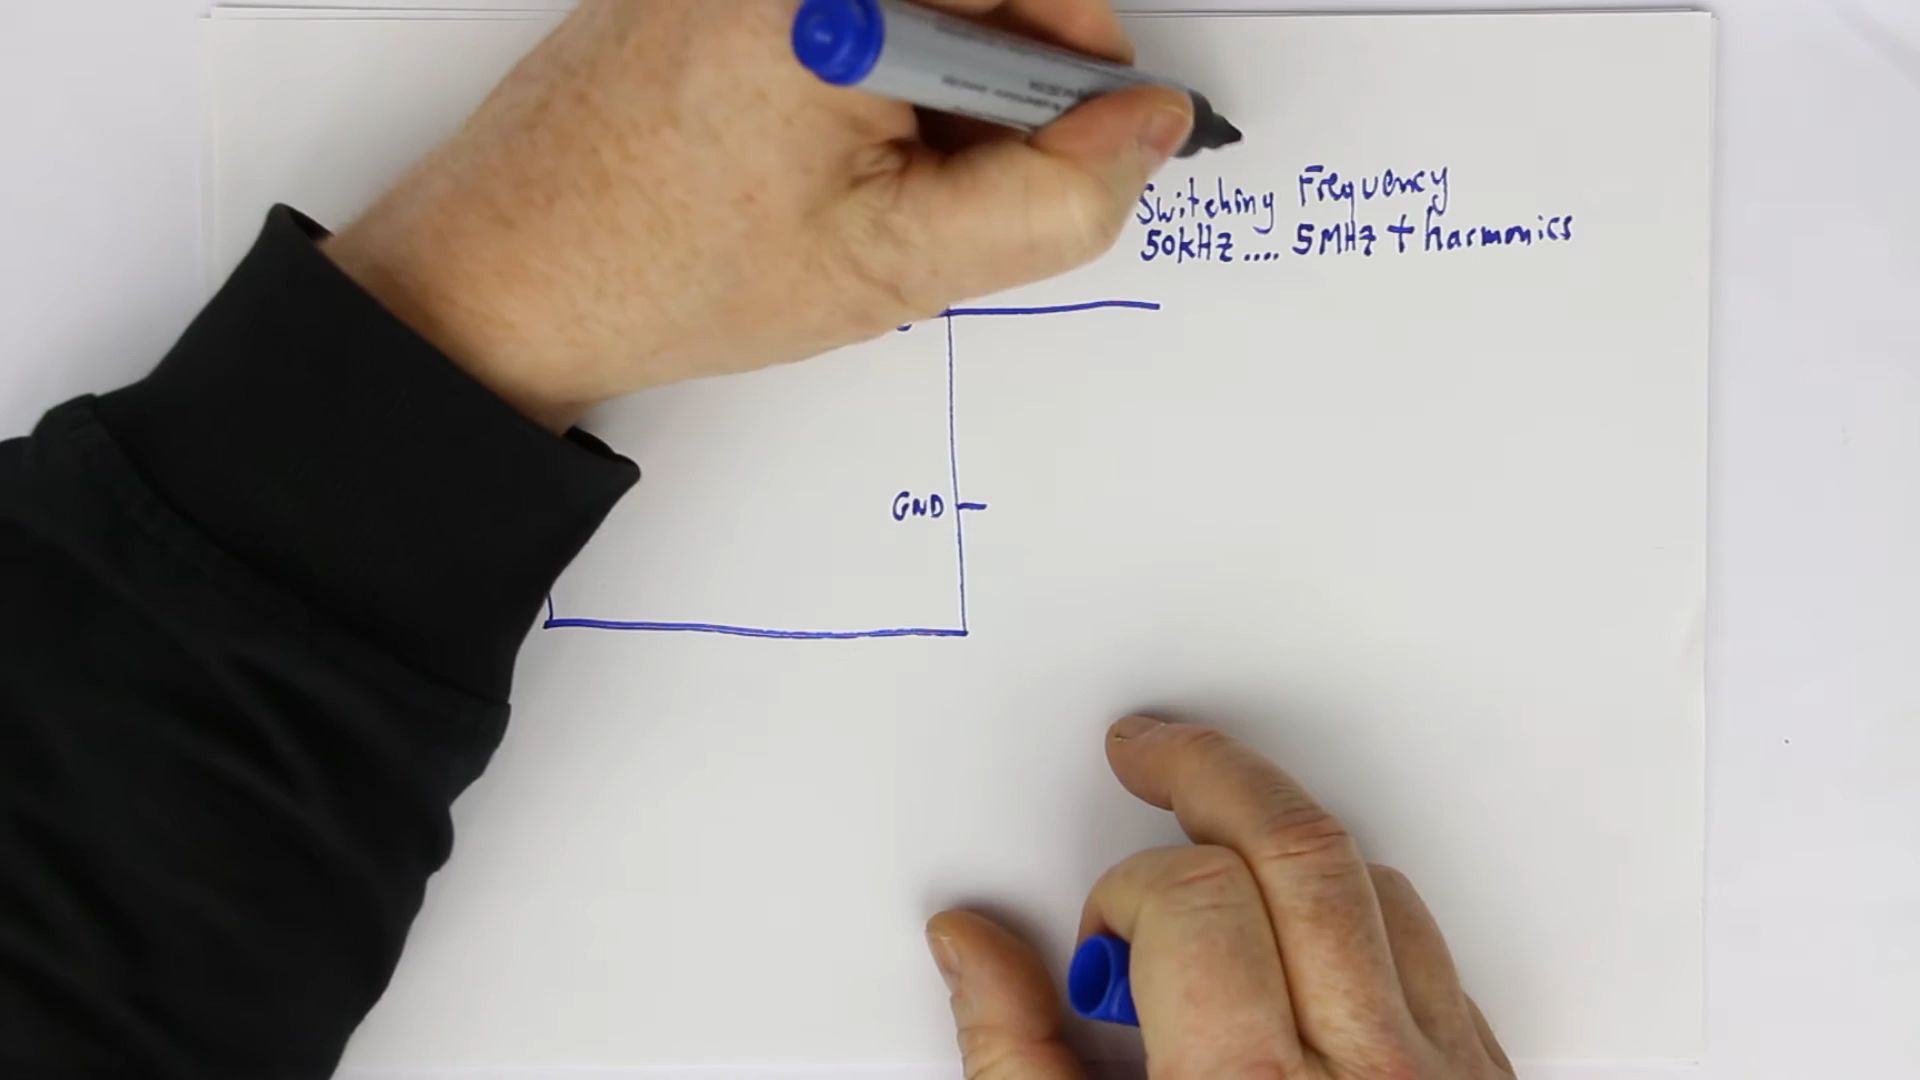 Switching Frequency
50kHz .... 5MHz + harmonics
GND